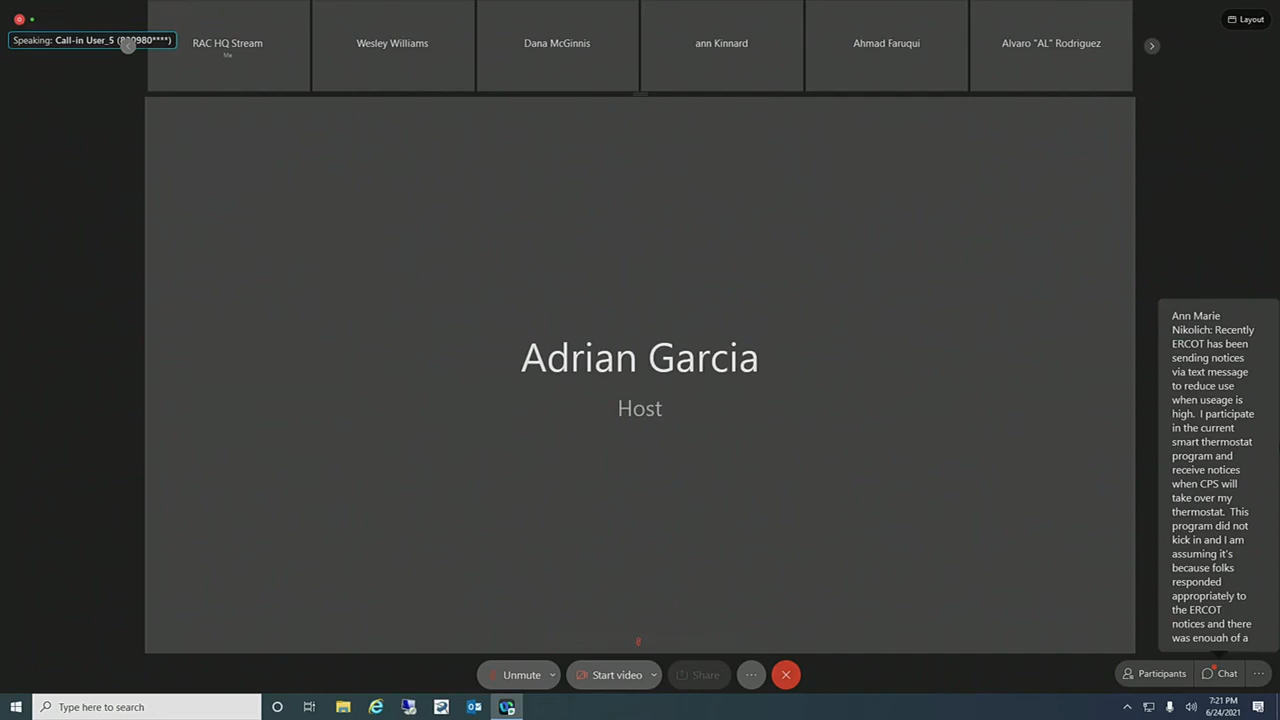 Layout
Speaking: Call-in User_5 (830980****)
RAC HQ Stream
Me
Wesley Williams
Dana McGinnis
ann Kinnard
Ahmad Faruqui
Alvaro "AL" Rodriguez
Adrian Garcia
Host
Ann Marie
Nikolich: Recently
ERCOT has been
sending notices
via text message
to reduce use
when useage is
high. I participate
in the current
smart thermostat
program and
receive notices
when CPS will
take over my
thermostat. This
program did not
kick in and I am
assuming it's
because folks
responded
appropriately to
the ERCOT
notices and there
was enough of a
Unmute
Start video
Share
Participants
Chat
Type here to search
7:21 PM
6/24/2021